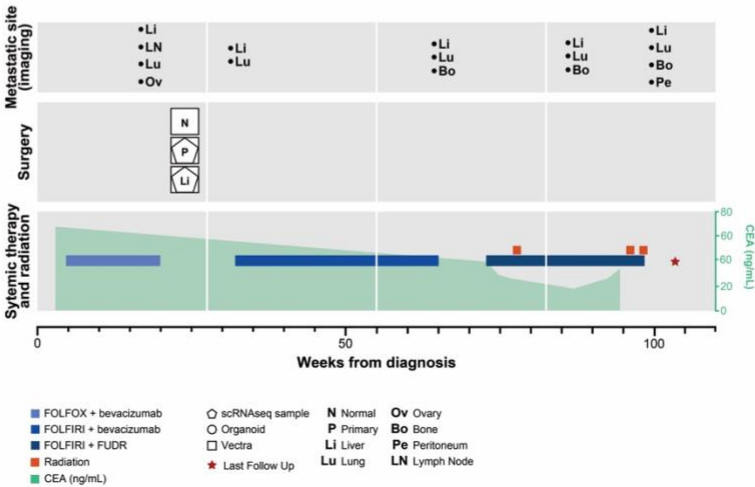 Metastatic site
(imaging)
Li
LN
Lu
Ov
Li
Lu
Li
Lu
Bo
Li
Lu
Bo
Li
Lu
Bo
Pe
Surgery
N
P
Li
Sytemic therapy
and radiation
80
60
60
20
0
CEA (ng/mL)
0 50 100
Weeks from diagnosis
FOLFOX + bevacizumab
FOLFIRI + bevacizumab
FOLFIRI + FUDR
Radiation
CEA (ng/mL)
scRNAseq sample
Organoid
Vectra
Last Follow Up
N Normal
P Primary
Li Liver
Lu Lung
Ov Ovary
Bo Bone
Pe Peritoneum
LN Lymph Node